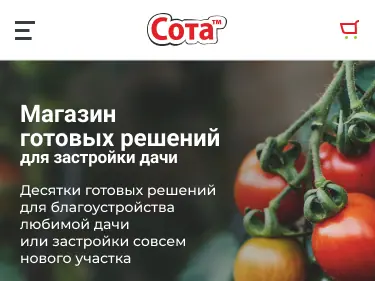 Сота™
Магазин
готовых решений
для застройки дачи
Десятки готовых решений
для благоустройства
любимой дачи
или застройки совсем
нового участка